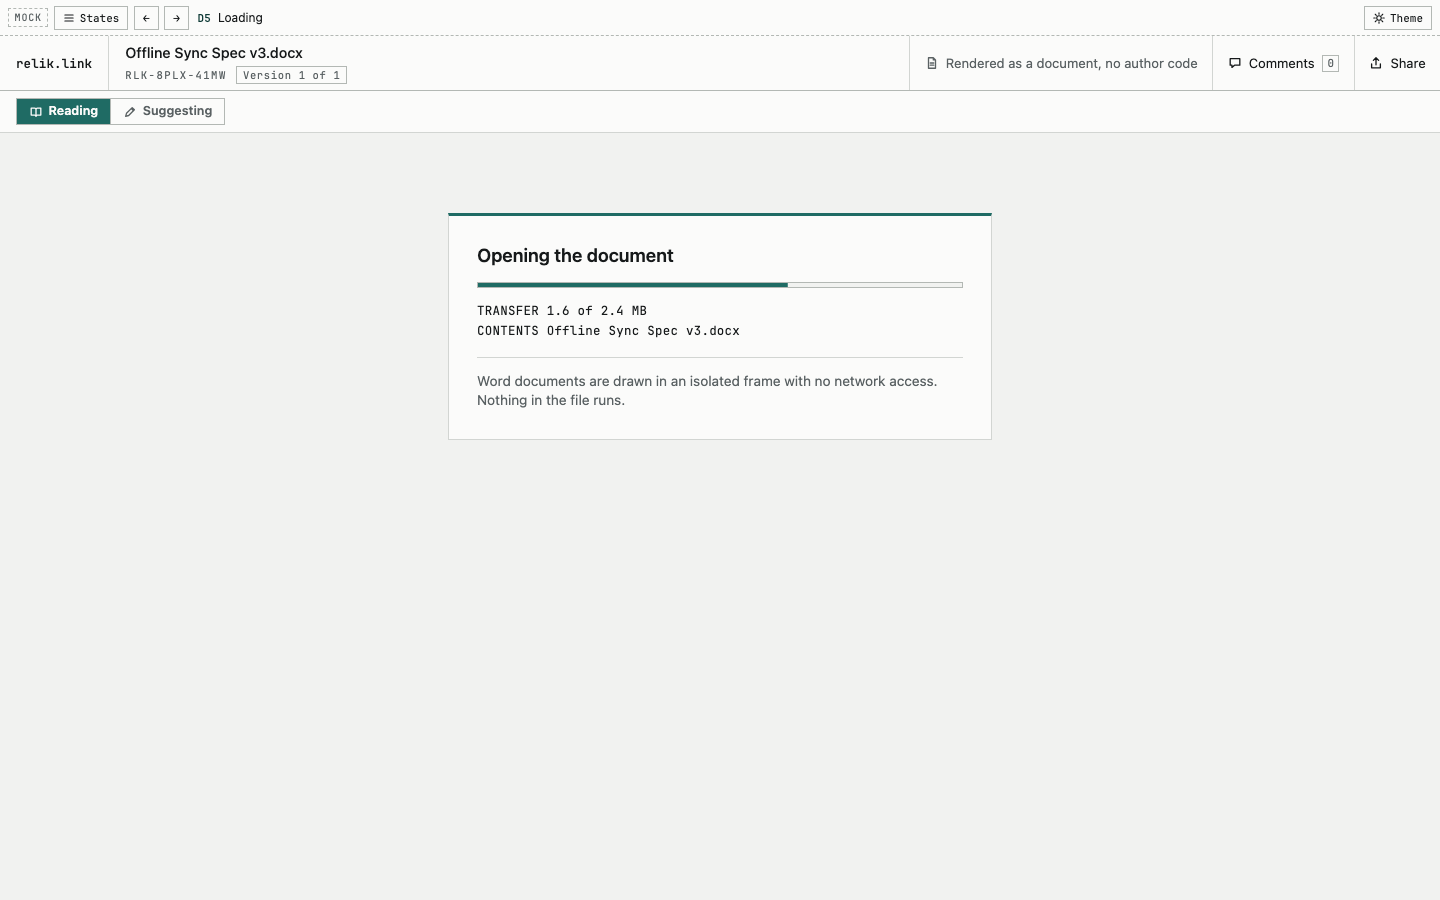 MOCK
States
←
→
D5 Loading
Theme
relik.link
Offline Sync Spec v3.docx
RLK-8PLX-41MW
Version 1 of 1
Rendered as a document, no author code
Comments 0
Share
Reading
Suggesting
Opening the document
TRANSFER 1.6 of 2.4 MB
CONTENTS Offline Sync Spec v3.docx
Word documents are drawn in an isolated frame with no network access.
Nothing in the file runs.